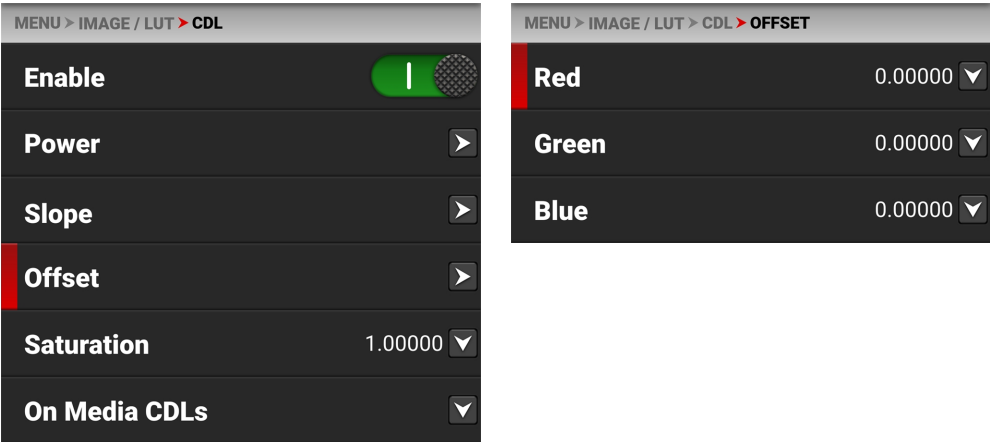 MENU > IMAGE / LUT > CDL
Enable
Power
Slope
Offset
Saturation 1.00000
On Media CDLs
MENU > IMAGE / LUT > CDL > OFFSET
Red 0.00000
Green 0.00000
Blue 0.00000